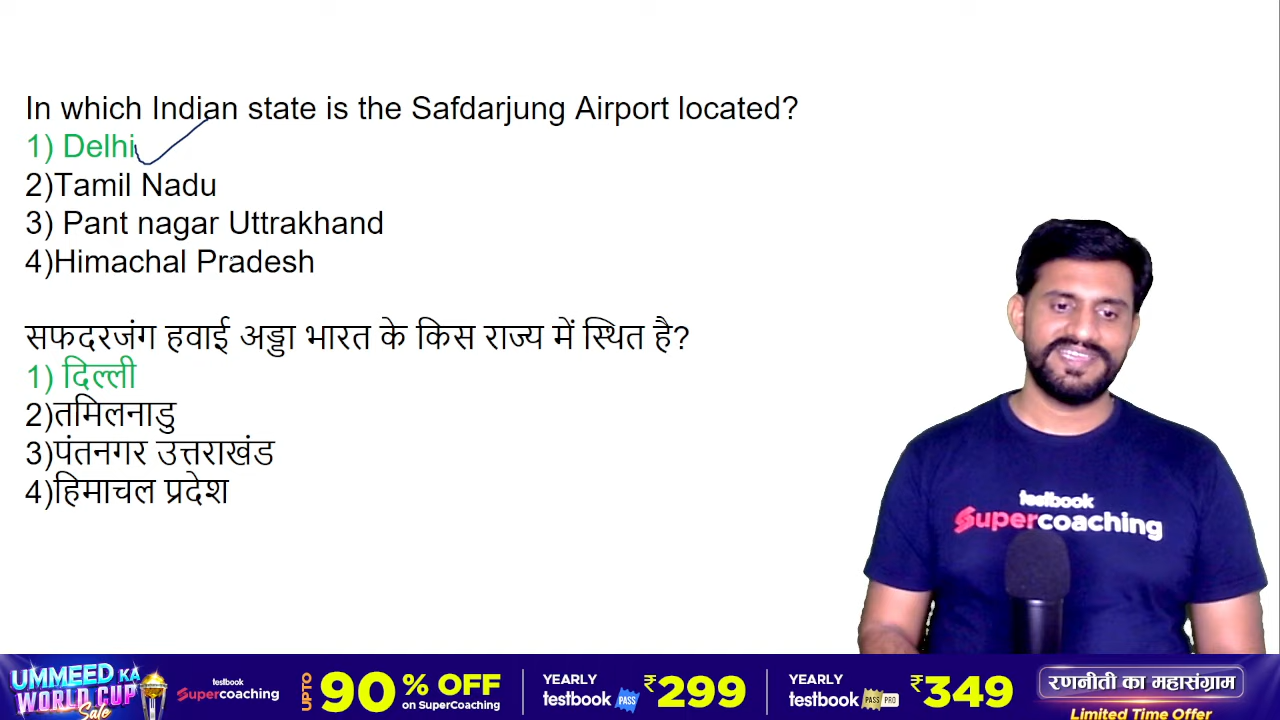 In which Indian state is the Safdarjung Airport located?
1) Delhi
2)Tamil Nadu
3) Pant nagar Uttrakhand
4)Himachal Pradesh
सफदरजंग हवाई अड्डा भारत के किस राज्य में स्थित है?
1) दिल्ली
2)तमिलनाडु
3)पंतनगर उत्तराखंड
4)हिमाचल प्रदेश
testbook
Supercoaching
UMMEED KA
WORLD CUP
Sale
testbook
Supercoaching
UPTO 90% OFF
on SuperCoaching
YEARLY
testbook PASS ₹299
YEARLY
testbook PASS PRO ₹349
रणनीती का महासंग्राम
Limited Time Offer